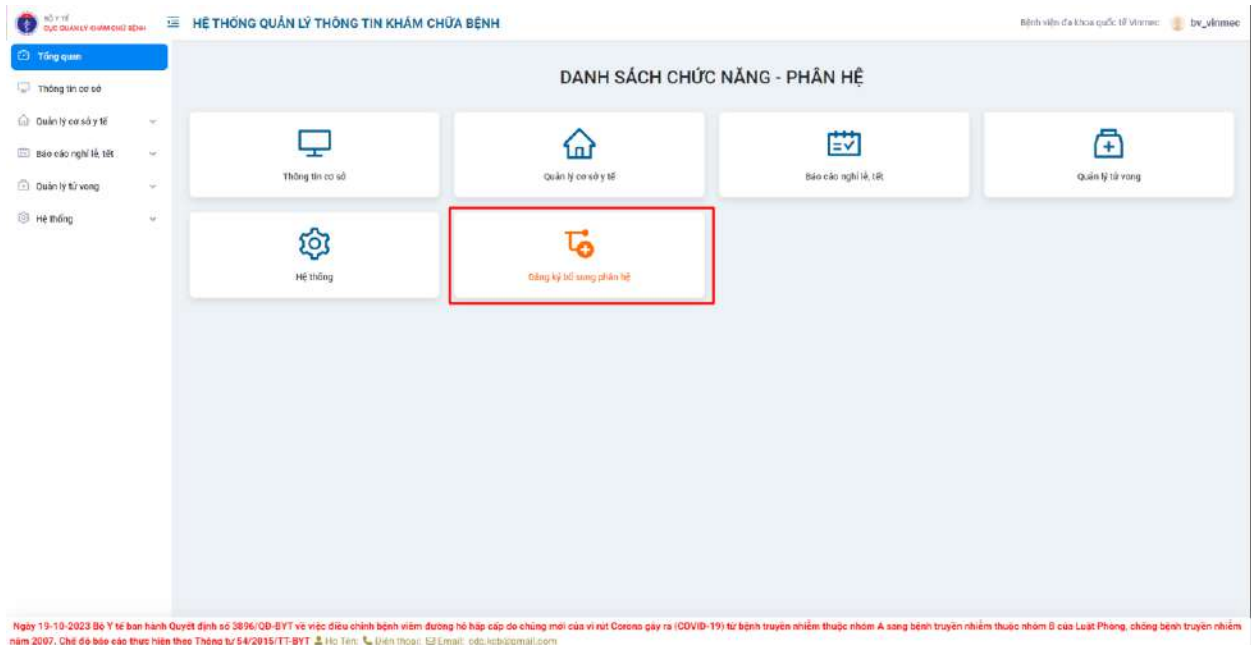 BỘ Y TẾ
CỤC QUẢN LÝ KHÁM CHỮ BỆNH
HỆ THỐNG QUẢN LÝ THÔNG TIN KHÁM CHỮA BỆNH
Bệnh viện đa khoa quốc tế Vinmec
bv_vinmec
Tổng quan
Thông tin cơ sở
Quản lý cơ sở y tế
Báo cáo nghỉ lễ, tết
Quản lý tử vong
Hệ thống
DANH SÁCH CHỨC NĂNG - PHÂN HỆ
Thông tin cơ sở
Quản lý cơ sở y tế
Báo cáo nghỉ lễ, tết
Quản lý tử vong
Hệ thống
Đăng ký bổ sung phân hệ
Ngày 19-10-2023 Bộ Y tế ban hành Quyết định số 3896/QĐ-BYT về việc điều chỉnh bệnh viêm đường hô hấp cấp do chủng mới của vi rút Corona gây ra (COVID-19) từ bệnh truyền nhiễm thuộc nhóm A sang bệnh truyền nhiễm thuộc nhóm B của Luật Phòng, chống bệnh truyền nhiễm
năm 2007. Chế độ báo cáo thực hiện theo Thông tư 54/2015/TT-BYT Họ Tên: Điện thoại: Email: